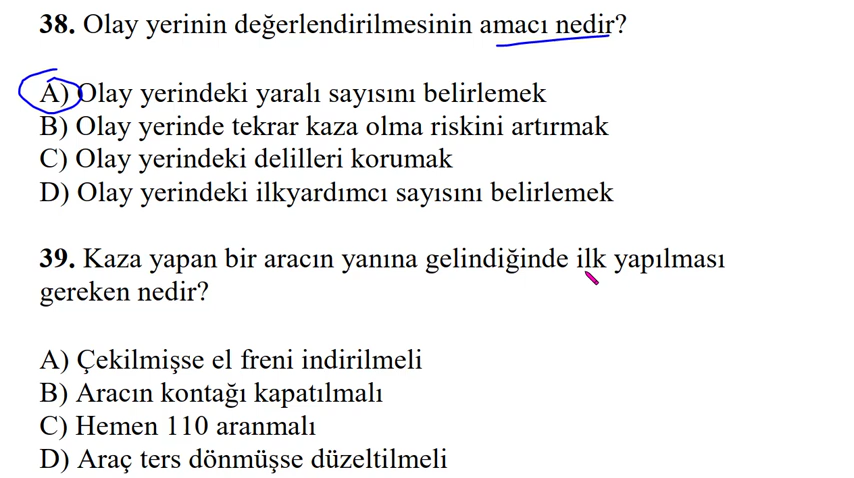 38. Olay yerinin değerlendirilmesinin amacı nedir?
A) Olay yerindeki yaralı sayısını belirlemek
B) Olay yerinde tekrar kaza olma riskini artırmak
C) Olay yerindeki delilleri korumak
D) Olay yerindeki ilkyardımcı sayısını belirlemek
39. Kaza yapan bir aracın yanına gelindiğinde ilk yapılması
gereken nedir?
A) Çekilmişse el freni indirilmeli
B) Aracın kontağı kapatılmalı
C) Hemen 110 aranmalı
D) Araç ters dönmüşse düzeltilmeli